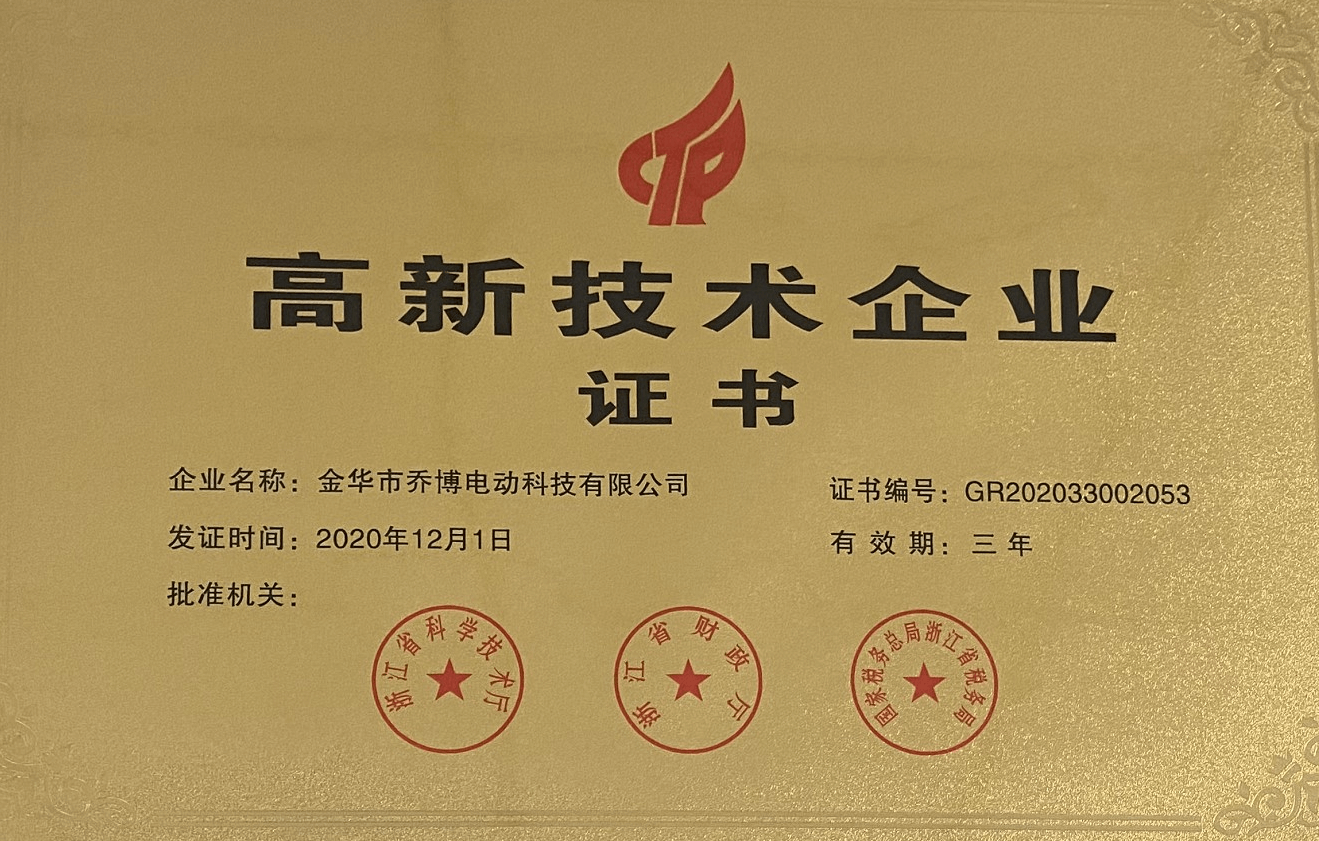 CTP
高新技术企业
证书
企业名称：金华市乔博电动科技有限公司
证书编号：GR202033002053
发证时间：2020年12月1日
有效期：三年
批准机关：
浙江省科学技术厅
浙江省财政厅
国家税务总局浙江省税务局